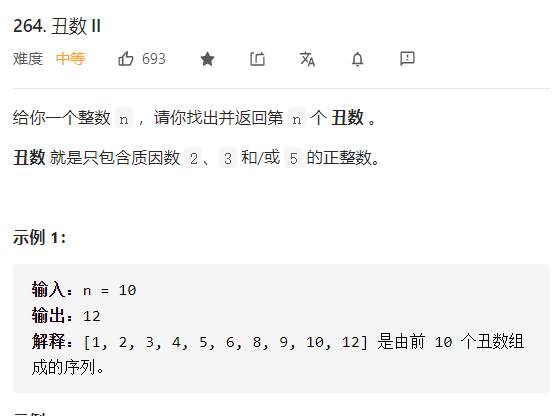 264. 丑数 II
难度 中等 693
给你一个整数 n ，请你找出并返回第 n 个 丑数 。
丑数 就是只包含质因数 2、3 和/或 5 的正整数。
示例 1：
输入：n = 10
输出：12
解释：[1, 2, 3, 4, 5, 6, 8, 9, 10, 12] 是由前 10 个丑数组
成的序列。